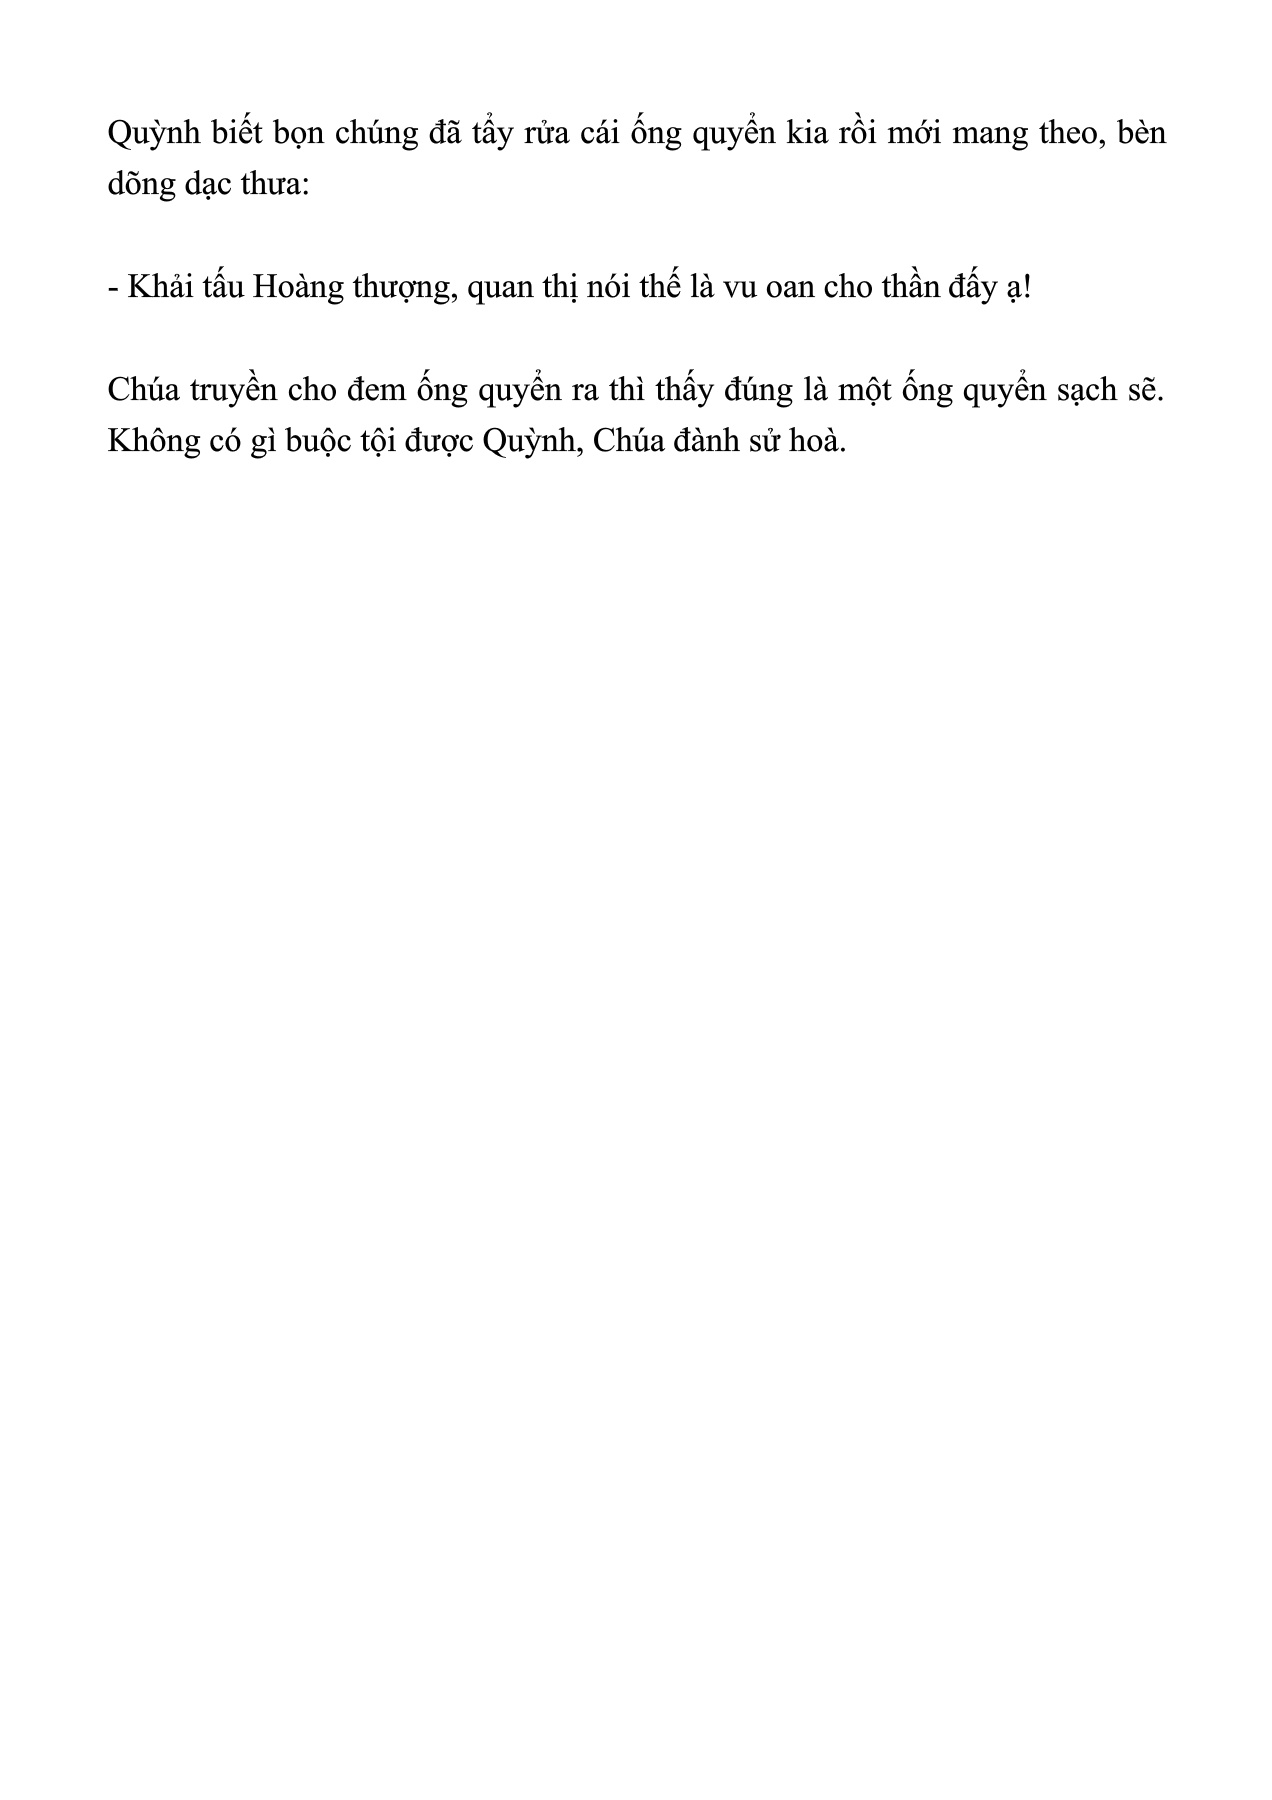 Quỳnh biết bọn chúng đã tẩy rửa cái ống quyển kia rồi mới mang theo, bèn
dõng dạc thưa:
- Khải tấu Hoàng thượng, quan thị nói thế là vu oan cho thần đấy ạ!
Chúa truyền cho đem ống quyển ra thì thấy đúng là một ống quyển sạch sẽ.
Không có gì buộc tội được Quỳnh, Chúa đành sử hoà.